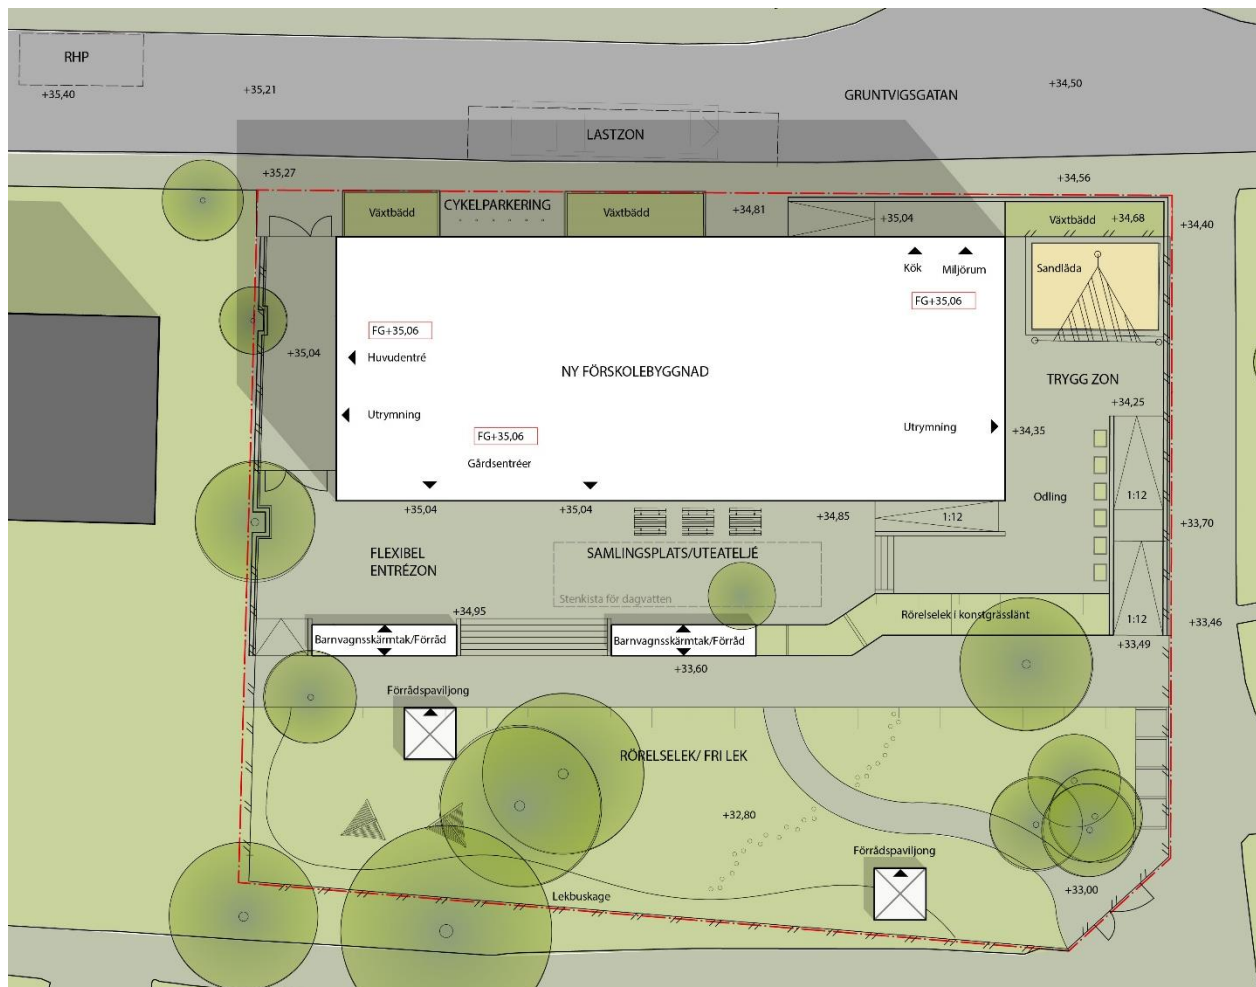 RHP
+35,40
+35,21
+34,50
GRUNTVIGSGATAN
LASTZON
+35,27
+34,56
Växtbädd
CYKELPARKERING
Växtbädd
+34,81
+35,04
Växtbädd
+34,68
+34,40
Kök
Miljörum
Sandlåda
FG+35,06
FG+35,06
+35,04
Huvudentré
NY FÖRSKOLEBYGGNAD
TRYGG ZON
+34,25
Utrymning
Utrymning
+34,35
FG+35,06
Gårdsentréer
+35,04
+35,04
+34,85
1:12
Odling
1:12
+33,70
FLEXIBEL
ENTRÉZON
SAMLINGSPLATS/UTEATELJÉ
Stenkista för dagvatten
+34,95
Rörelselek i konstgrässlänt
1:12
+33,46
Barnvagnsskärmtak/Förråd
Barnvagnsskärmtak/Förråd
+33,49
+33,60
Förrådspaviljong
RÖRELSELEK/ FRI LEK
+32,80
Förrådspaviljong
Lekbuskage
+33,00